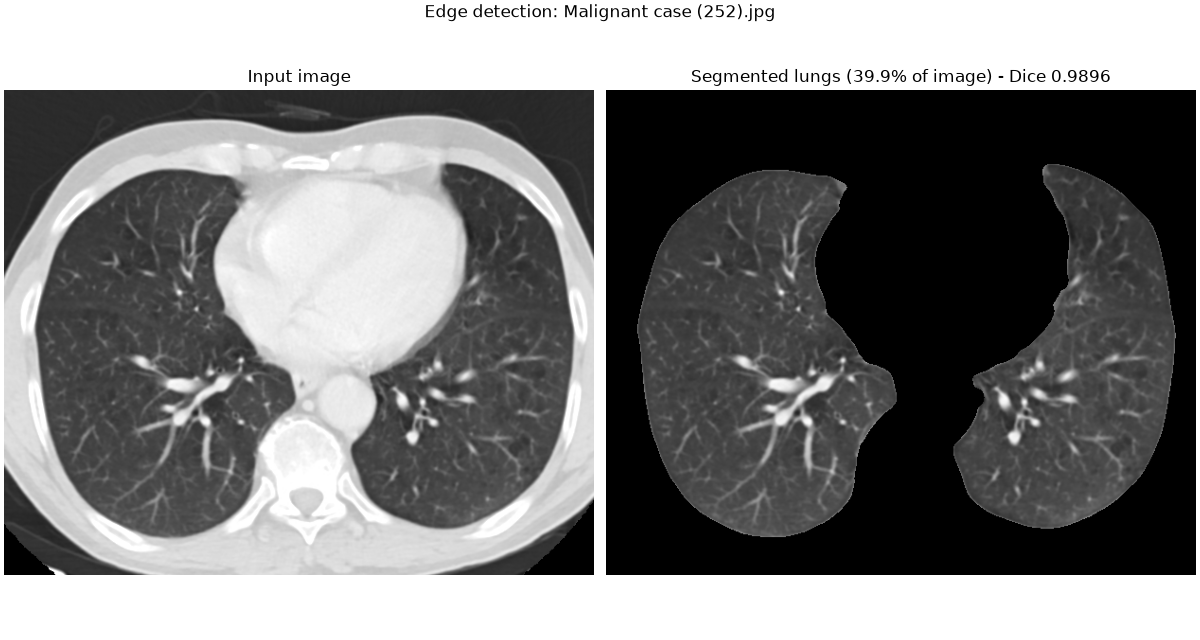 Edge detection: Malignant case (252).jpg
Input image
Segmented lungs (39.9% of image) - Dice 0.9896